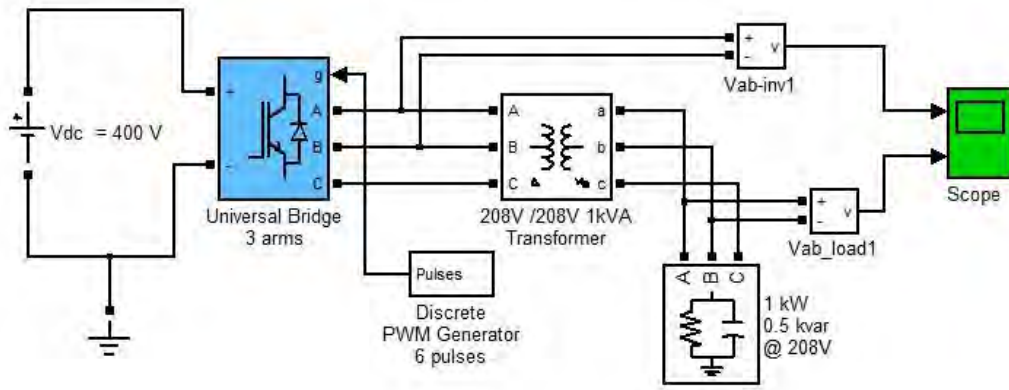 +
Vdc = 400 V
+
-
g
A
B
C
Universal Bridge
3 arms
Pulses
Discrete
PWM Generator
6 pulses
A
B
C
a
b
c
208V /208V 1kVA
Transformer
+
-
v
Vab-inv1
+
-
v
Vab_load1
Scope
A
B
C
1 kW
0.5 kvar
@ 208V